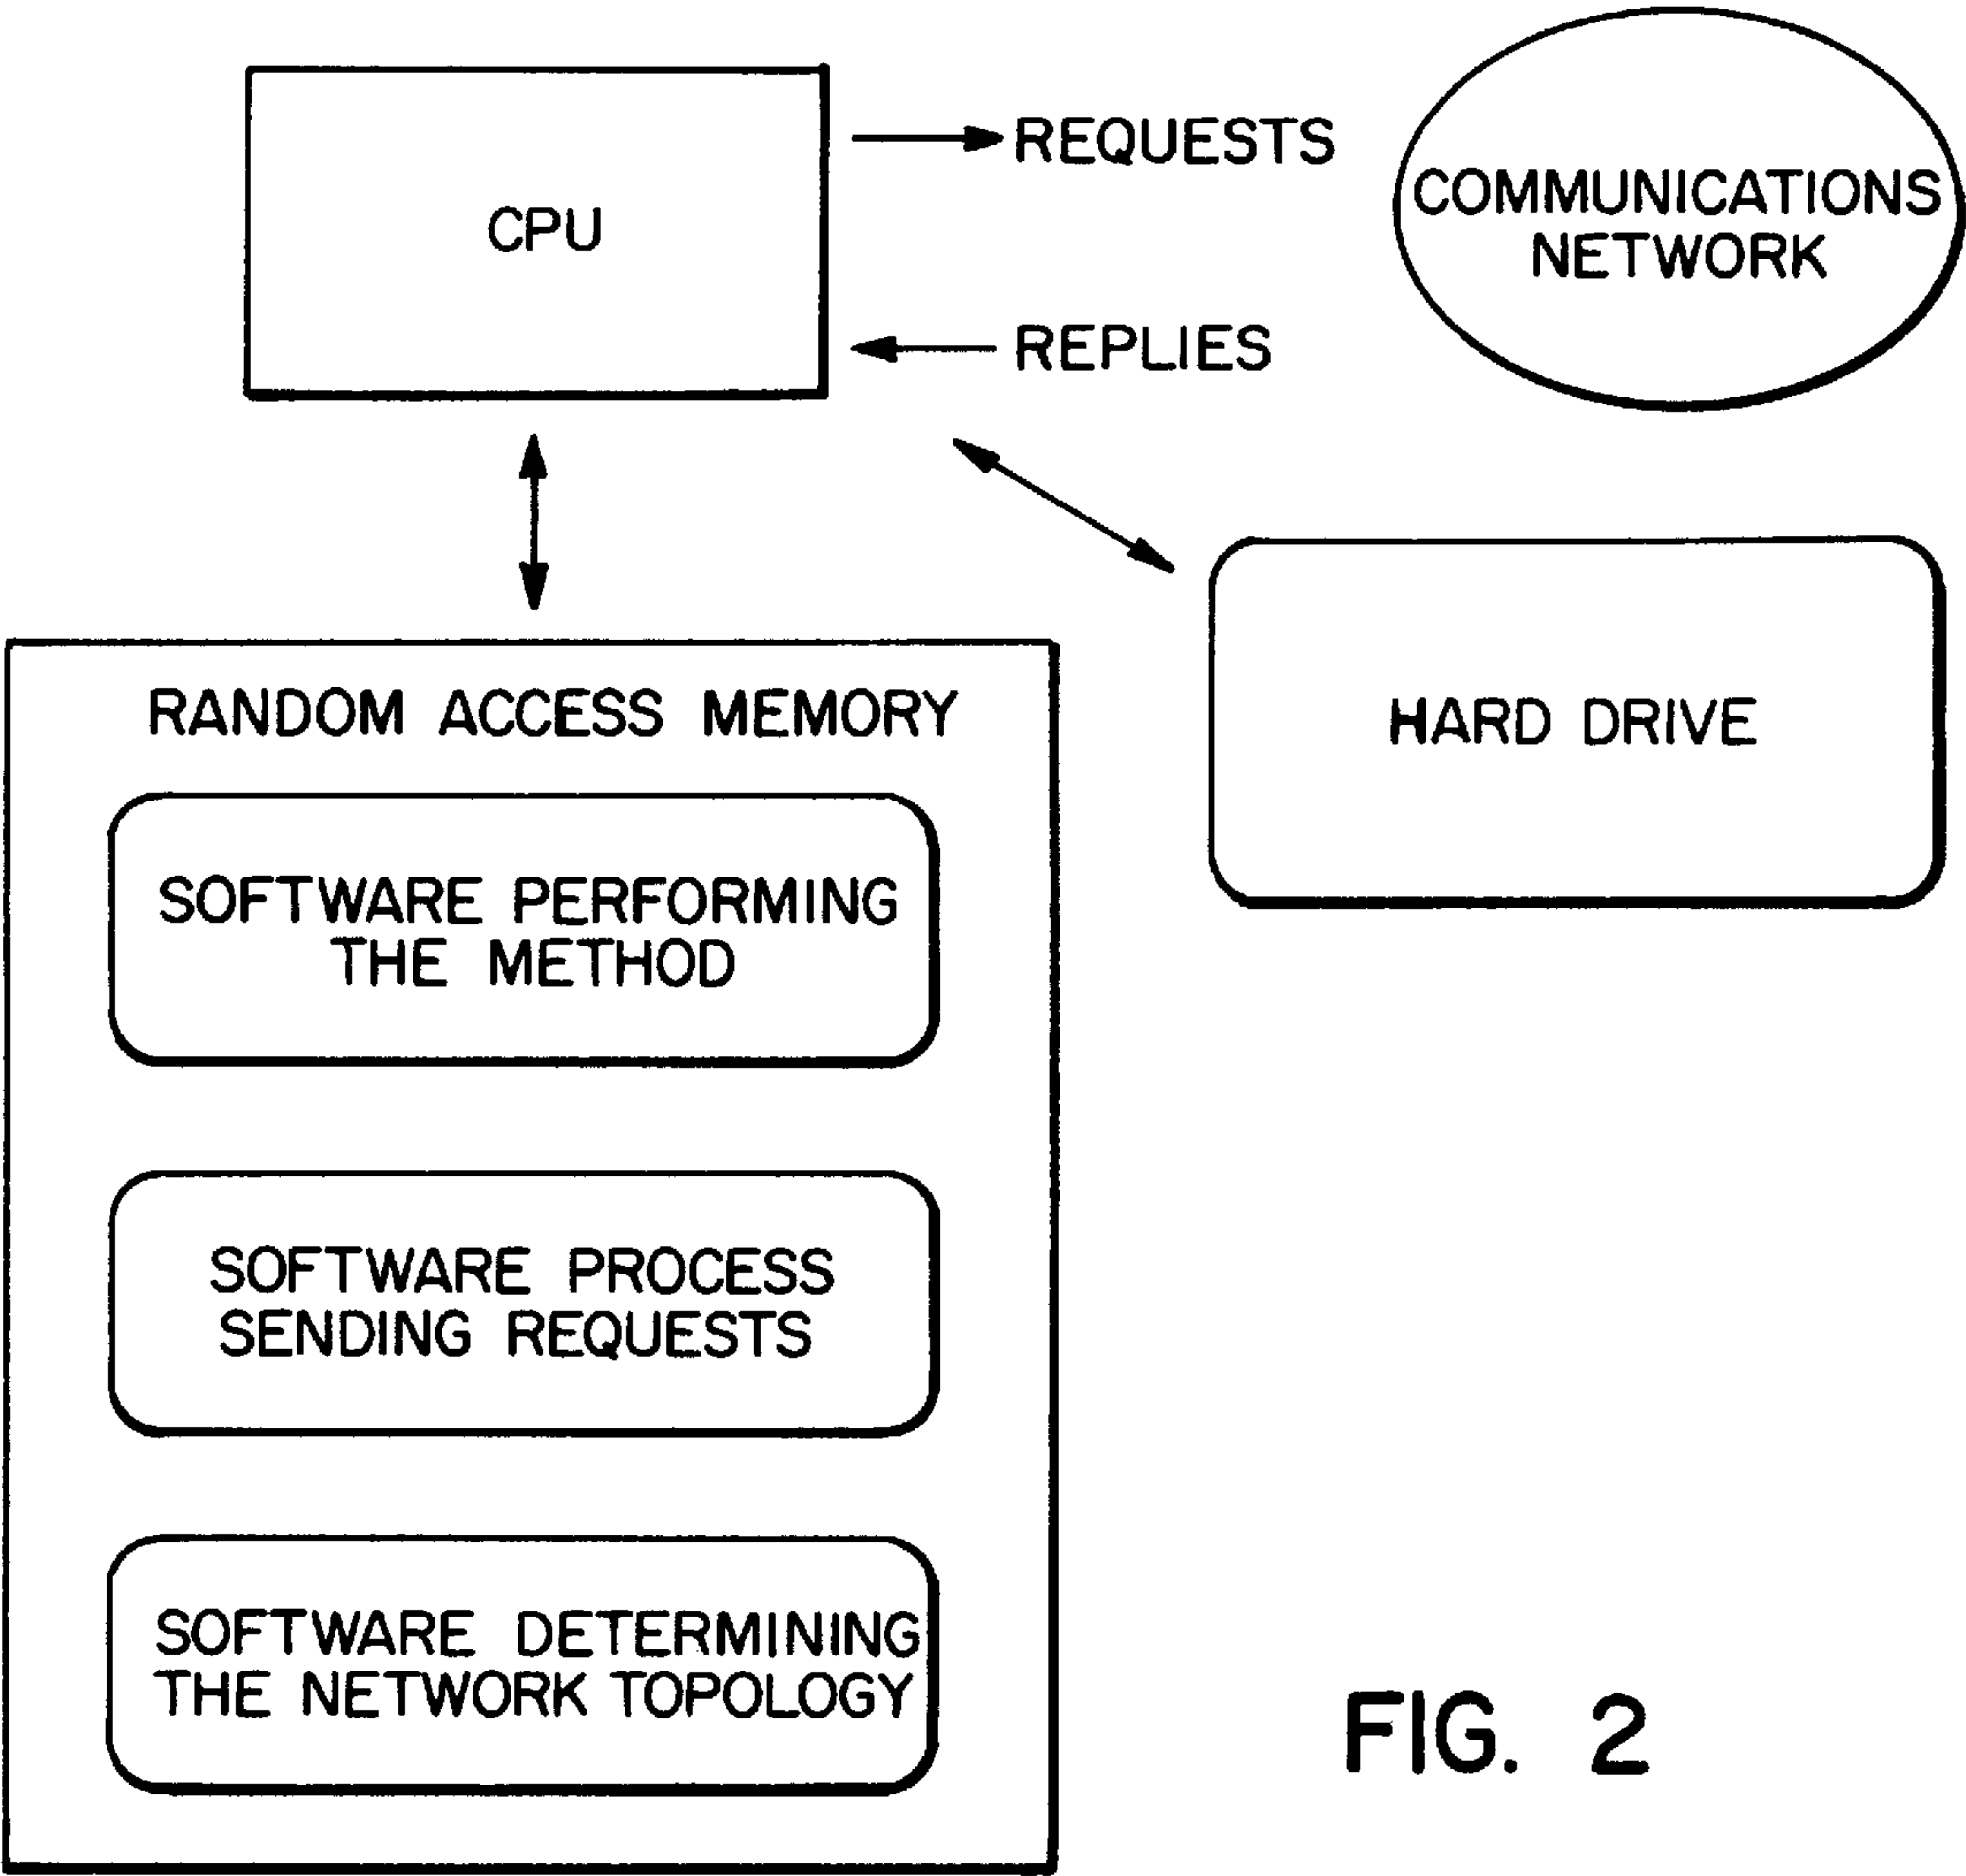 CPU
REQUESTS
REPLIES
COMMUNICATIONS
NETWORK
RANDOM ACCESS MEMORY
HARD DRIVE
SOFTWARE PERFORMING
THE METHOD
SOFTWARE PROCESS
SENDING REQUESTS
SOFTWARE DETERMINING
THE NETWORK TOPOLOGY
FIG. 2